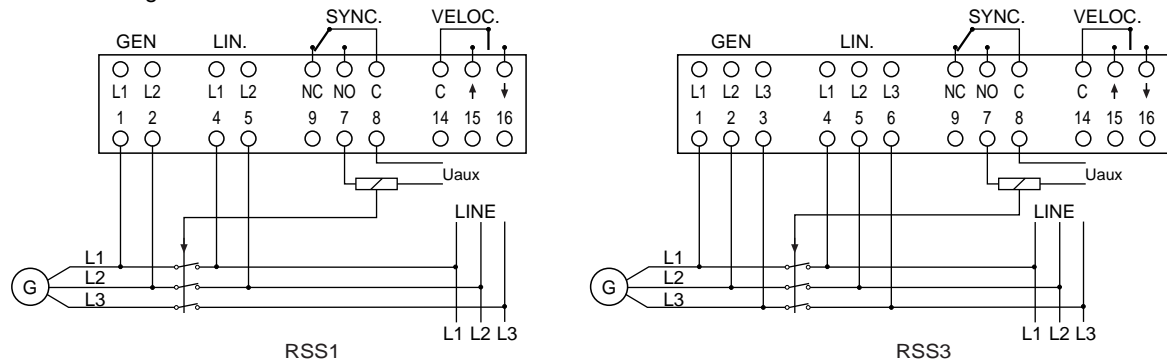 SYNC. VELOC. SYNC. VELOC.
GEN LIN. GEN LIN.
L1 L2 L1 L2 NC NO C C L1 L2 L3 L1 L2 L3 NC NO C C
1 2 4 5 9 7 8 14 15 16 1 2 3 4 5 6 9 7 8 14 15 16
Uaux Uaux
LINE LINE
L1 L1
G L2 G L2
L3 L3
L1 L2 L3 L1 L2 L3
RSS1 RSS3